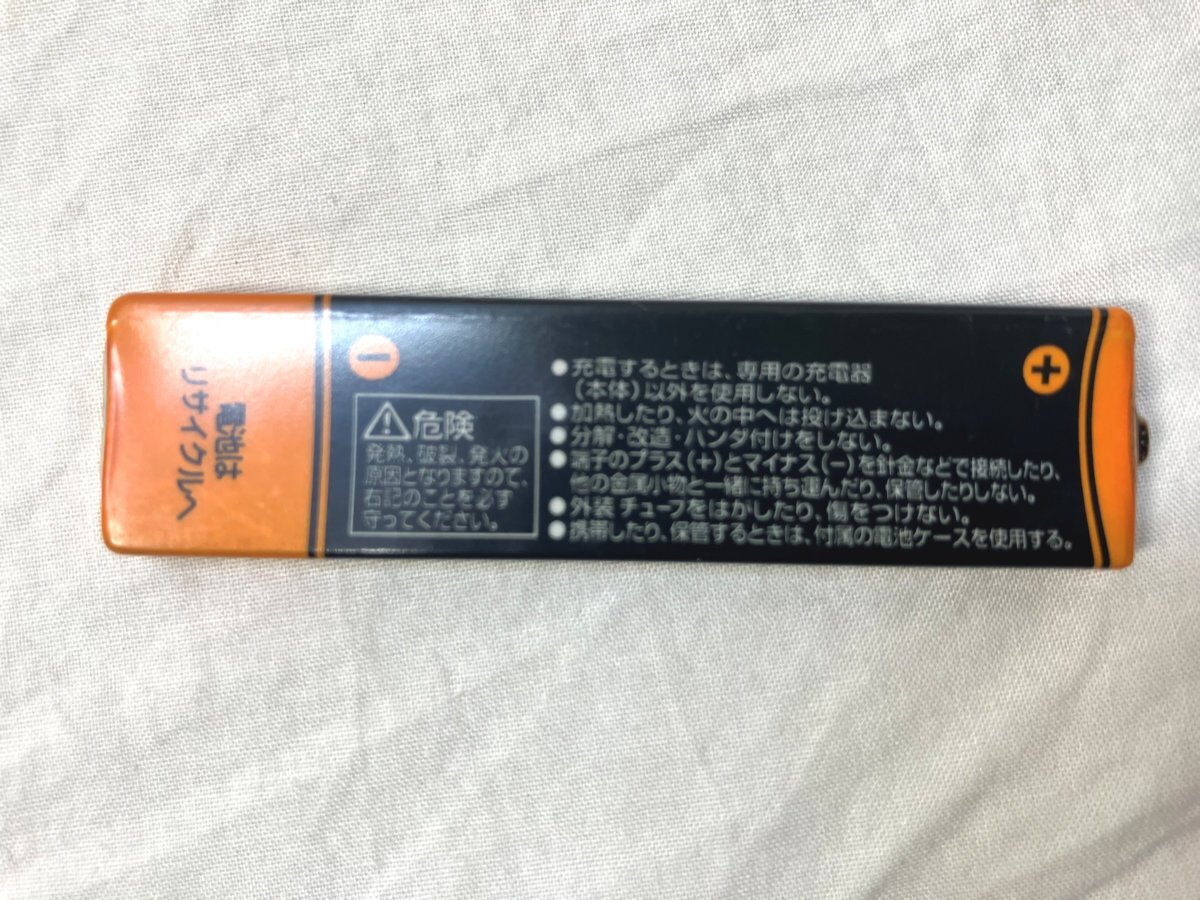 電池は
リサイクルへ
−
+
⚠危険
発熱、破裂、発火の
原因となりますので、
右記のことを必ず
守ってください。
●充電するときは、専用の充電器
(本体)以外を使用しない。
●加熱したり、火の中へは投げ込まない。
●分解・改造・ハンダ付けをしない。
●端子のプラス(+)とマイナス(−)を針金などで接続したり、
他の金属小物と一緒に持ち運んだり、保管したりしない。
●外装チューブをはがしたり、傷をつけない。
●携帯したり、保管するときは、付属の電池ケースを使用する。